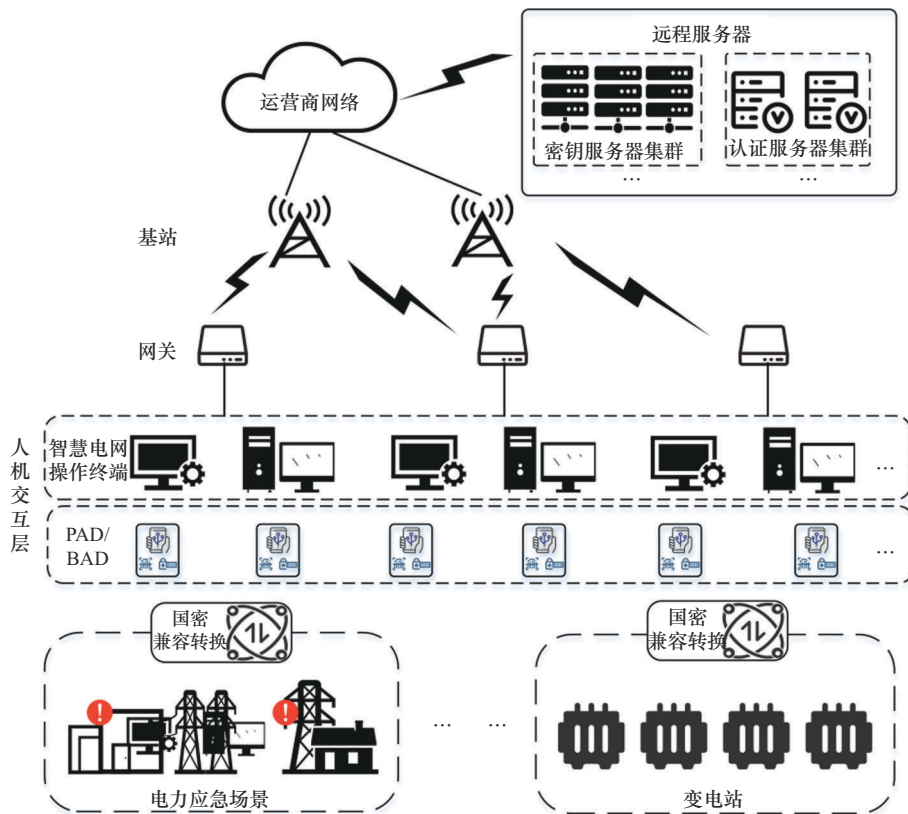 远程服务器
运营商网络
密钥服务器集群
认证服务器集群
…
…
基站
网关
人机交互层
智慧电网
操作终端
…
PAD/
BAD
…
国密
兼容转换
国密
兼容转换
… …
电力应急场景
变电站